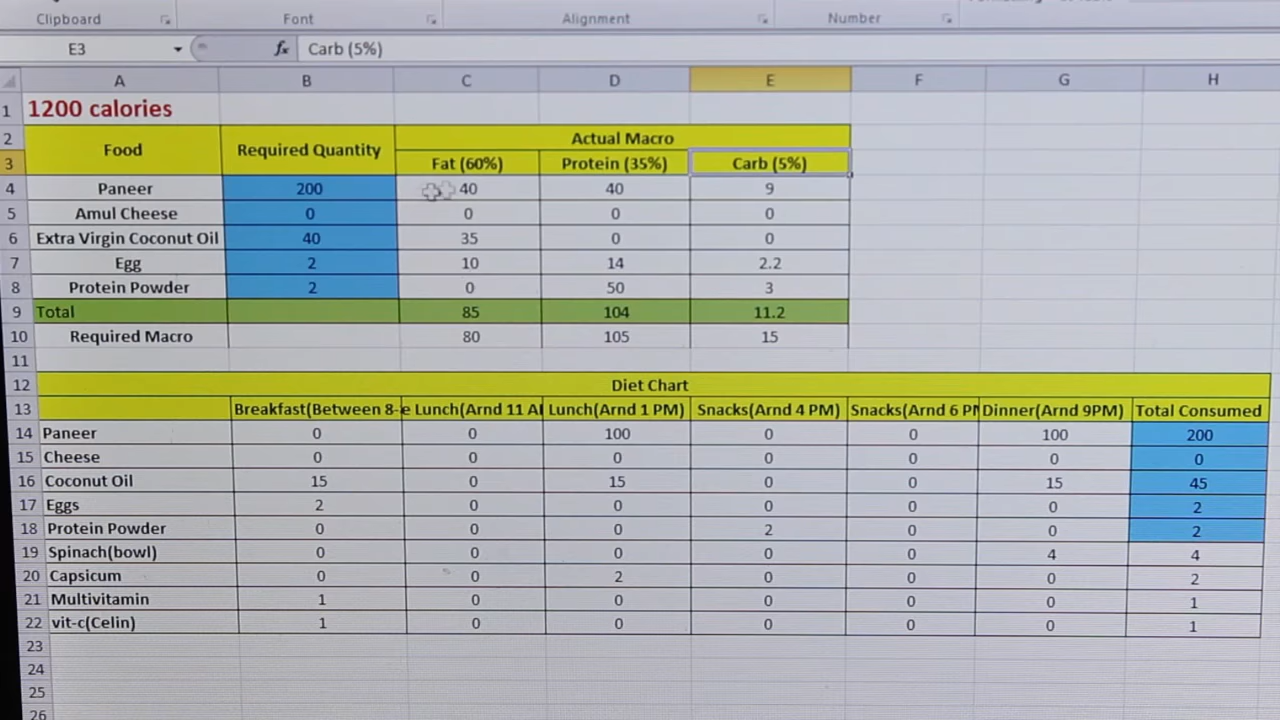 Clipboard Font Alignment Number
E3 fx Carb (5%)
A B C D E F G H
1 1200 calories
2 Food Required Quantity Actual Macro
3 Fat (60%) Protein (35%) Carb (5%)
4 Paneer 200 40 40 9
5 Amul Cheese 0 0 0 0
6 Extra Virgin Coconut Oil 40 35 0 0
7 Egg 2 10 14 2.2
8 Protein Powder 2 0 50 3
9 Total 85 104 11.2
10 Required Macro 80 105 15
11
12 Diet Chart
13 Breakfast(Between 8- e Lunch(Arnd 11 A Lunch(Arnd 1 PM) Snacks(Arnd 4 PM) Snacks(Arnd 6 P Dinner(Arnd 9PM) Total Consumed
14 Paneer 0 0 100 0 0 100 200
15 Cheese 0 0 0 0 0 0 0
16 Coconut Oil 15 0 15 0 0 15 45
17 Eggs 2 0 0 0 0 0 2
18 Protein Powder 0 0 0 2 0 0 2
19 Spinach(bowl) 0 0 0 0 0 4 4
20 Capsicum 0 0 2 0 0 0 2
21 Multivitamin 1 0 0 0 0 0 1
22 vit-c(Celin) 1 0 0 0 0 0 1
23
24
25
26